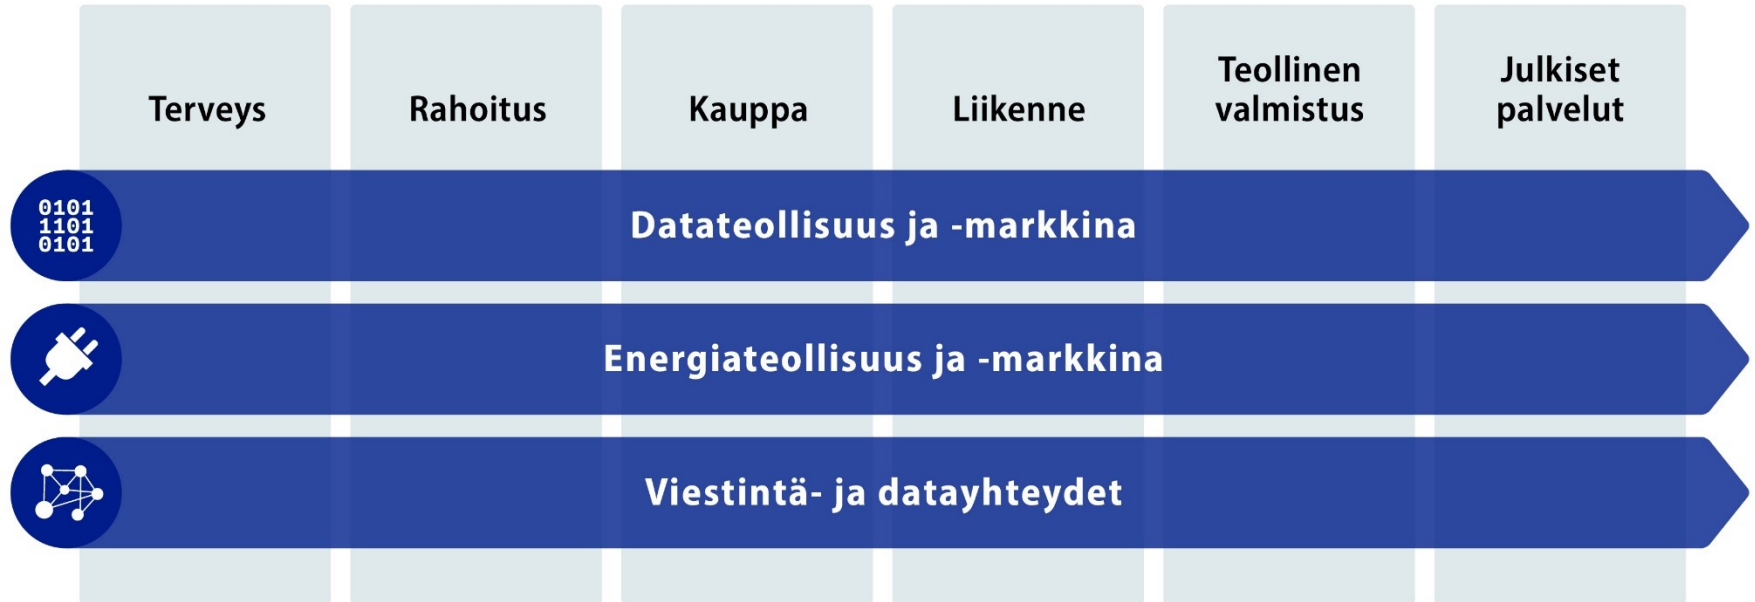 Terveys
Rahoitus
Kauppa
Liikenne
Teollinen
valmistus
Julkiset
palvelut
0101
1101
0101
Datateollisuus ja -markkina
Energiateollisuus ja -markkina
Viestintä- ja datayhteydet